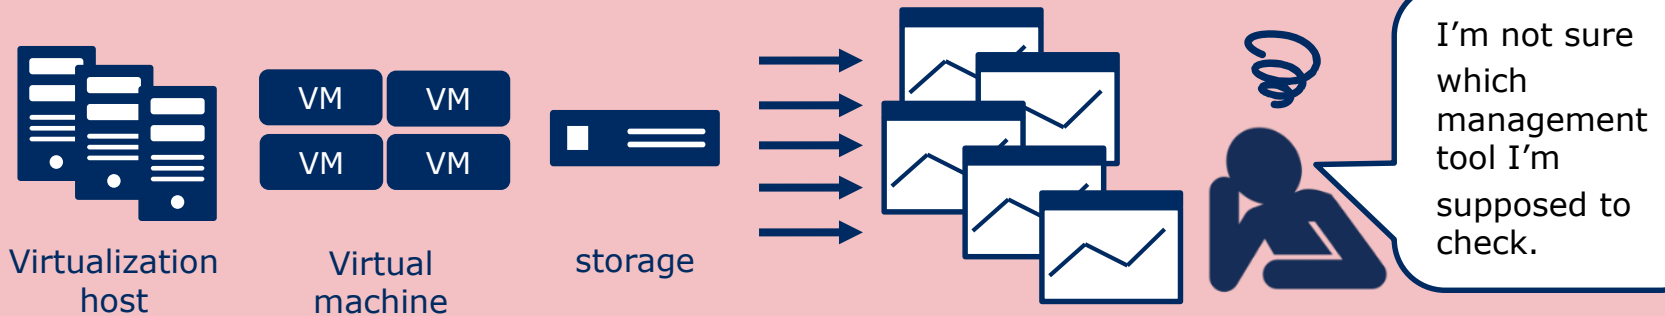 VM
VM
VM
VM
Virtualization
host
Virtual
machine
storage
I'm not sure
which
management
tool I'm
supposed to
check.